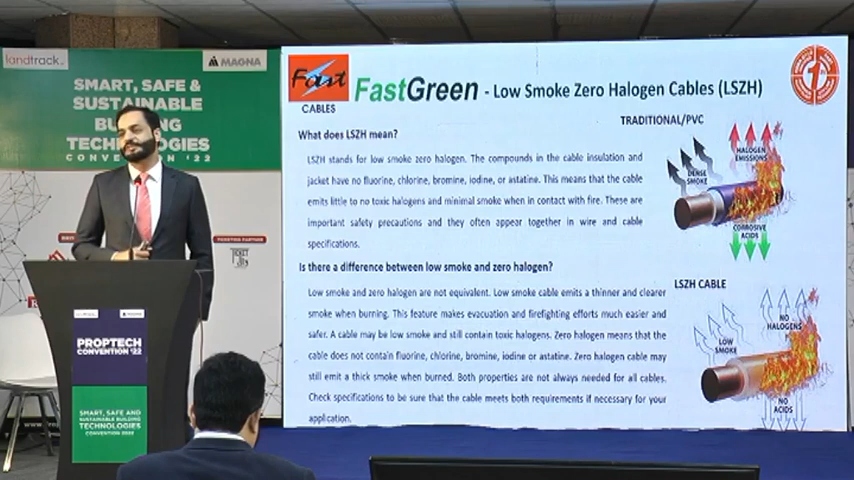 landtrack.
MAGNA
SMART, SAFE &
SUSTAINABLE
BUILDING
TECHNOLOGIES
CONVENTION '22
TICKETING PARTNER
PROPTECH
CONVENTION '22
SMART, SAFE AND
SUSTAINABLE BUILDING
TECHNOLOGIES
CONVENTION 2022
Fast
CABLES
FastGreen - Low Smoke Zero Halogen Cables (LSZH)
What does LSZH mean?
LSZH stands for low smoke zero halogen. The compounds in the cable insulation and
jacket have no fluorine, chlorine, bromine, iodine, or astatine. This means that the cable
emits little to no toxic halogens and minimal smoke when in contact with fire. These are
important safety precautions and they often appear together in wire and cable
specifications.
Is there a difference between low smoke and zero halogen?
Low smoke and zero halogen are not equivalent. Low smoke cable emits a thinner and clearer
smoke when burning. This feature makes evacuation and firefighting efforts much easier and
safer. A cable may be low smoke and still contain toxic halogens. Zero halogen means that the
cable does not contain fluorine, chlorine, bromine, iodine or astatine. Zero halogen cable may
still emit a thick smoke when burned. Both properties are not always needed for all cables.
Check specifications to be sure that the cable meets both requirements if necessary for your
application.
TRADITIONAL/PVC
HALOGEN
EMISSIONS
DENSE
SMOKE
CORROSIVE
ACIDS
LSZH CABLE
NO
HALOGENS
LOW
SMOKE
NO
ACIDS